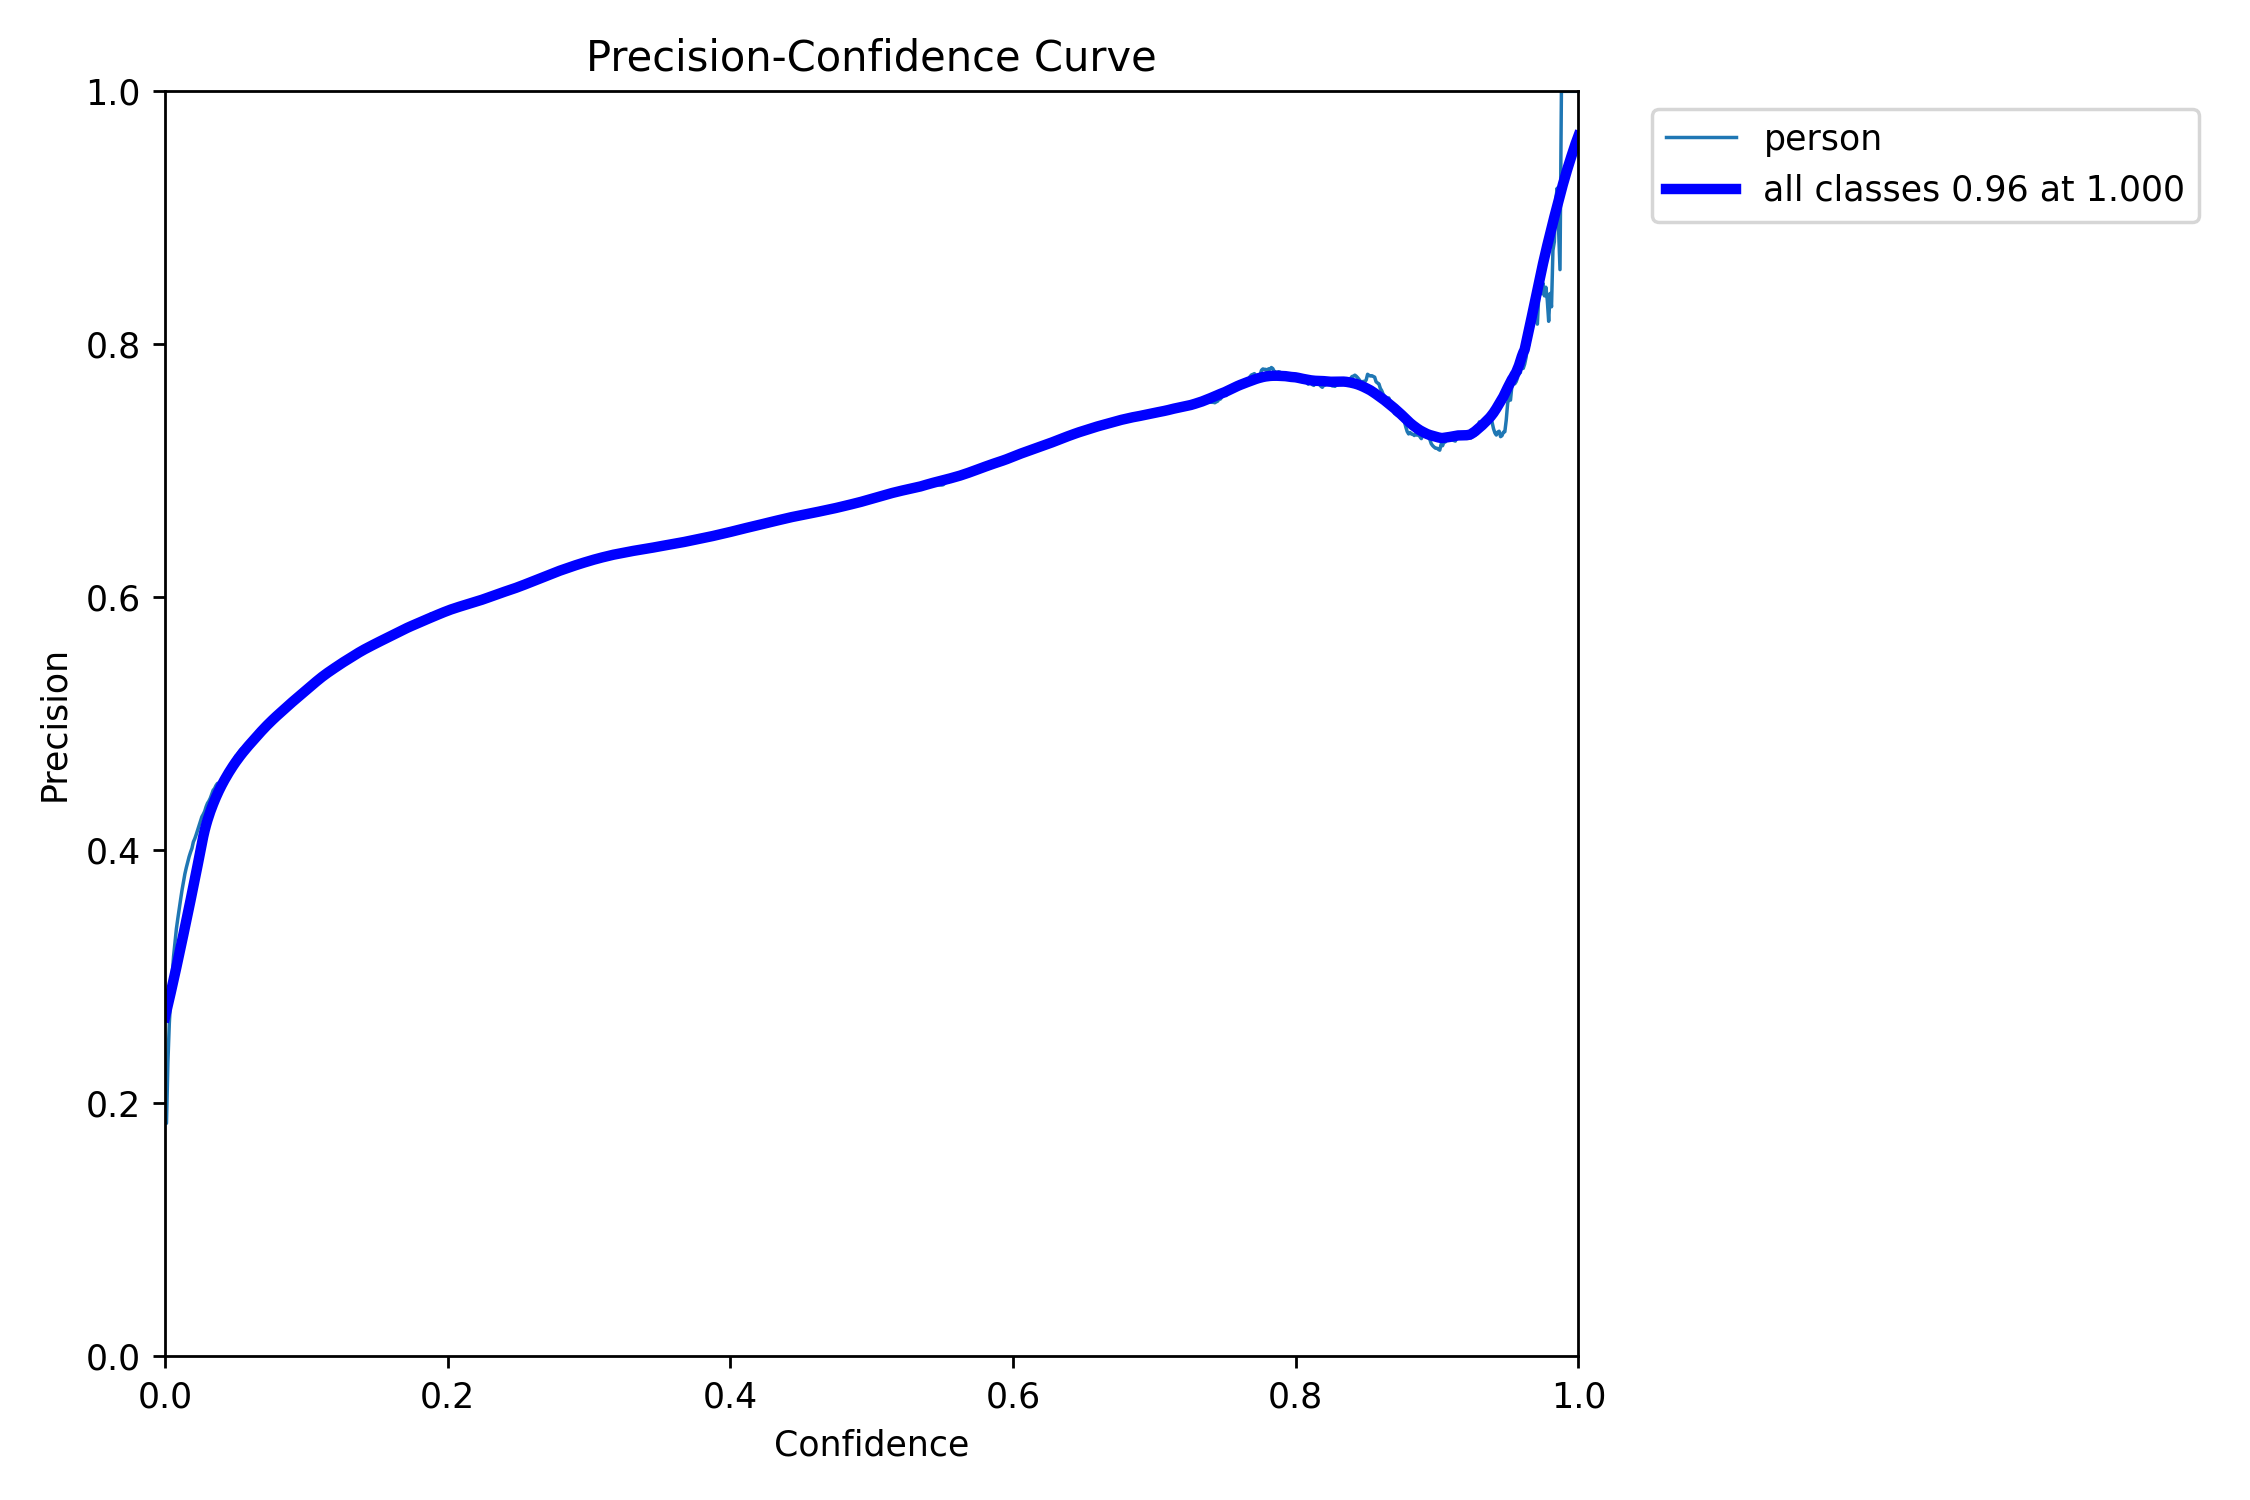 Precision-Confidence Curve
1.0
0.8
0.6
0.4
0.2
0.0
Precision
0.0 0.2 0.4 0.6 0.8 1.0
Confidence
person
all classes 0.96 at 1.000